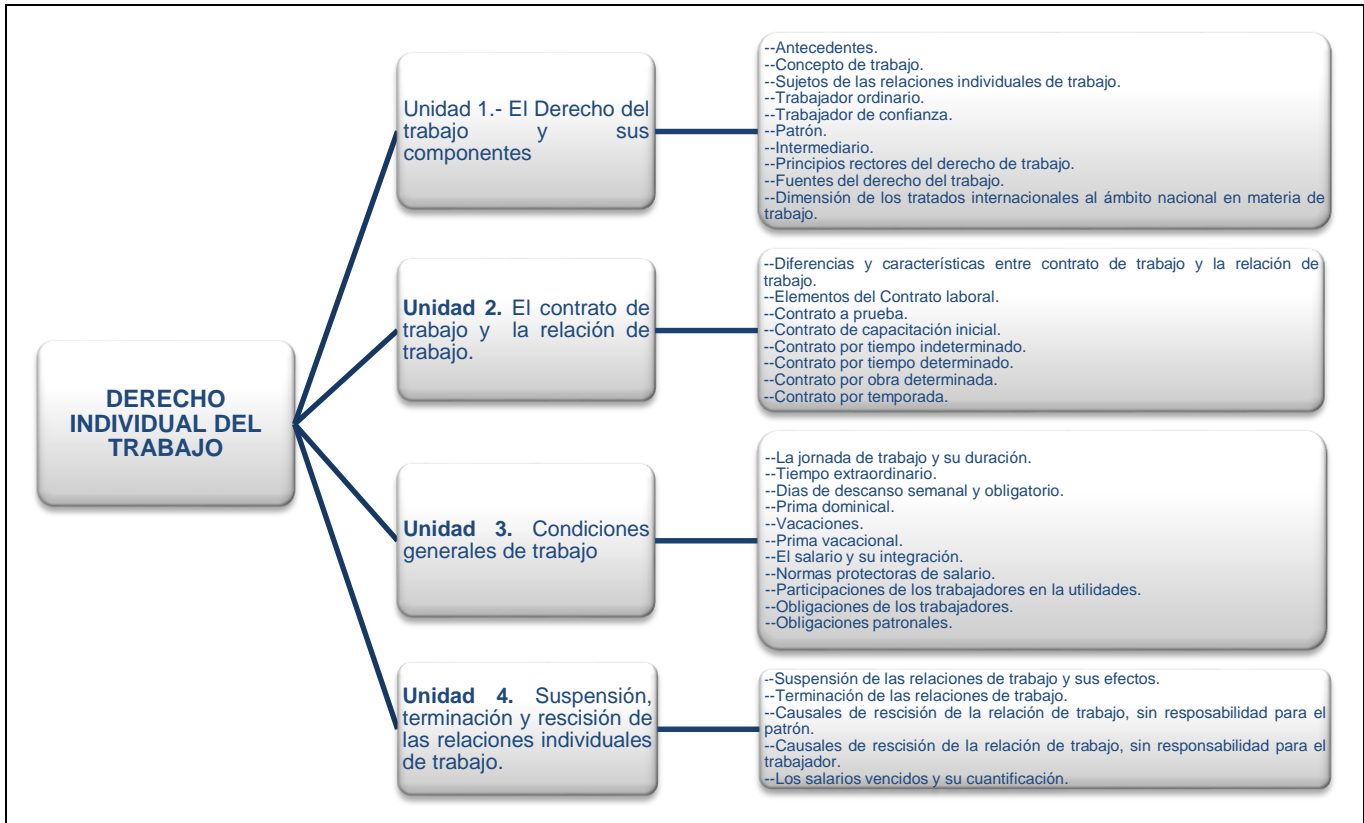 DERECHO
INDIVIDUAL DEL
TRABAJO
Unidad 1.- El Derecho del
trabajo y sus
componentes
--Antecedentes.
--Concepto de trabajo.
--Sujetos de las relaciones individuales de trabajo.
--Trabajador ordinario.
--Trabajador de confianza.
--Patrón.
--Intermediario.
--Principios rectores del derecho de trabajo.
--Fuentes del derecho del trabajo.
--Dimensión de los tratados internacionales al ámbito nacional en materia de
trabajo.
Unidad 2. El contrato de
trabajo y la relación de
trabajo.
--Diferencias y características entre contrato de trabajo y la relación de
trabajo.
--Elementos del Contrato laboral.
--Contrato a prueba.
--Contrato de capacitación inicial.
--Contrato por tiempo indeterminado.
--Contrato por tiempo determinado.
--Contrato por obra determinada.
--Contrato por temporada.
Unidad 3. Condiciones
generales de trabajo
--La jornada de trabajo y su duración.
--Tiempo extraordinario.
--Dias de descanso semanal y obligatorio.
--Prima dominical.
--Vacaciones.
--Prima vacacional.
--El salario y su integración.
--Normas protectoras de salario.
--Participaciones de los trabajadores en la utilidades.
--Obligaciones de los trabajadores.
--Obligaciones patronales.
Unidad 4. Suspensión,
terminación y rescisión de
las relaciones individuales
de trabajo.
--Suspensión de las relaciones de trabajo y sus efectos.
--Terminación de las relaciones de trabajo.
--Causales de rescisión de la relación de trabajo, sin resposabilidad para el
patrón.
--Causales de rescisión de la relación de trabajo, sin responsabilidad para el
trabajador.
--Los salarios vencidos y su cuantificación.